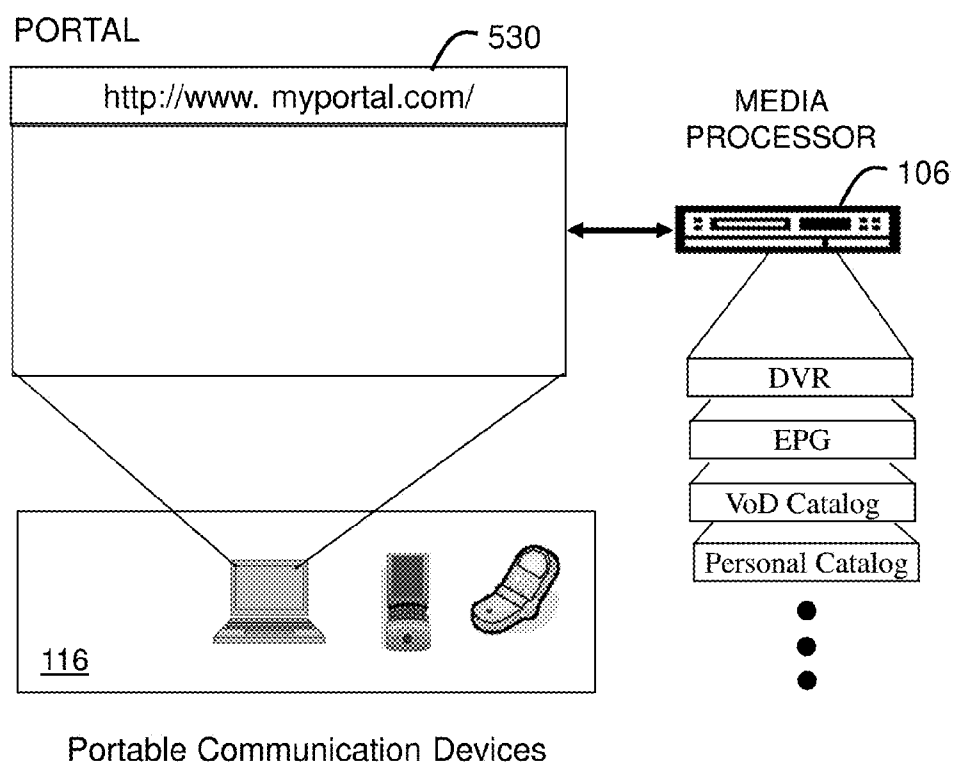 PORTAL
530
http://www. myportal.com/
MEDIA
PROCESSOR
106
DVR
EPG
VoD Catalog
Personal Catalog
116
Portable Communication Devices